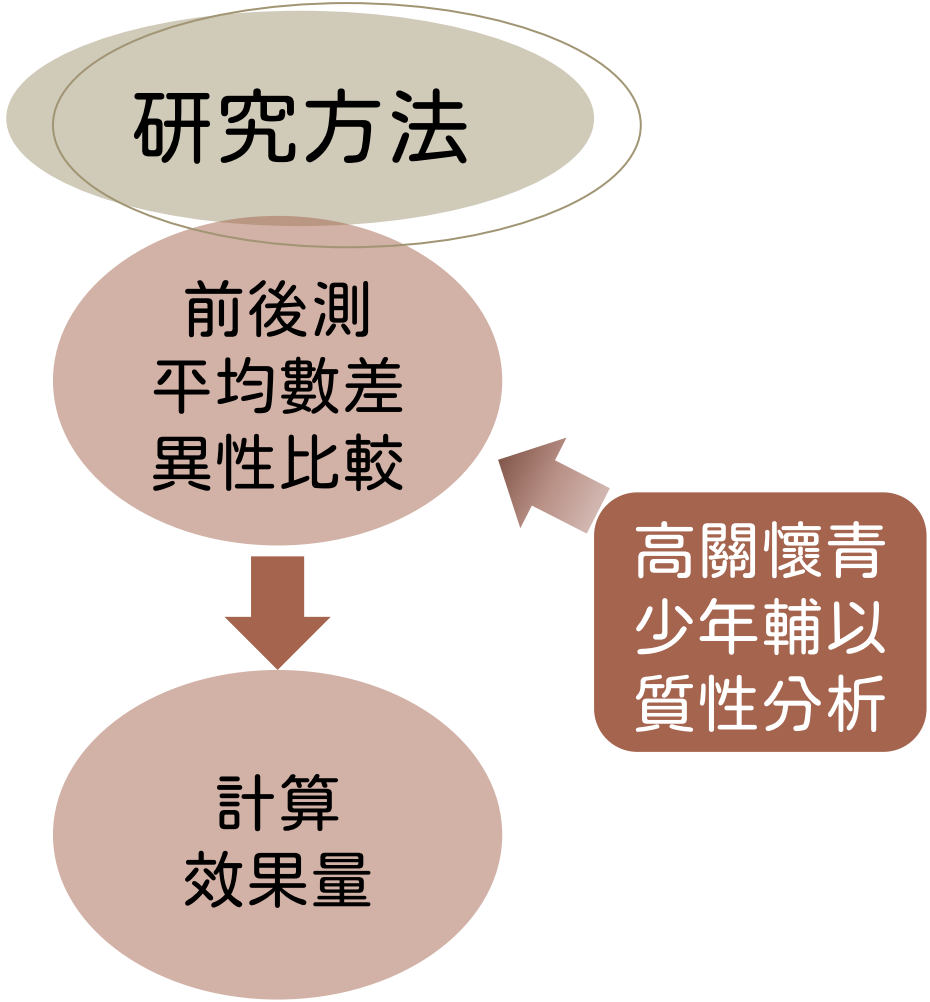 研究方法
前後測
平均數差
異性比較
高關懷青
少年輔以
質性分析
計算
效果量